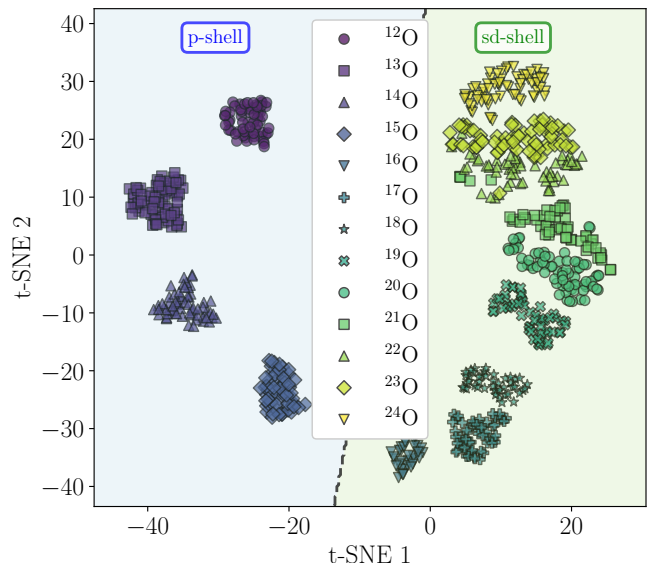 p-shell
sd-shell
¹²O
¹³O
¹⁴O
¹⁵O
¹⁶O
¹⁷O
¹⁸O
¹⁹O
²⁰O
²¹O
²²O
²³O
²⁴O
40
30
20
10
0
−10
−20
−30
−40
t-SNE 2
−40
−20
0
20
t-SNE 1